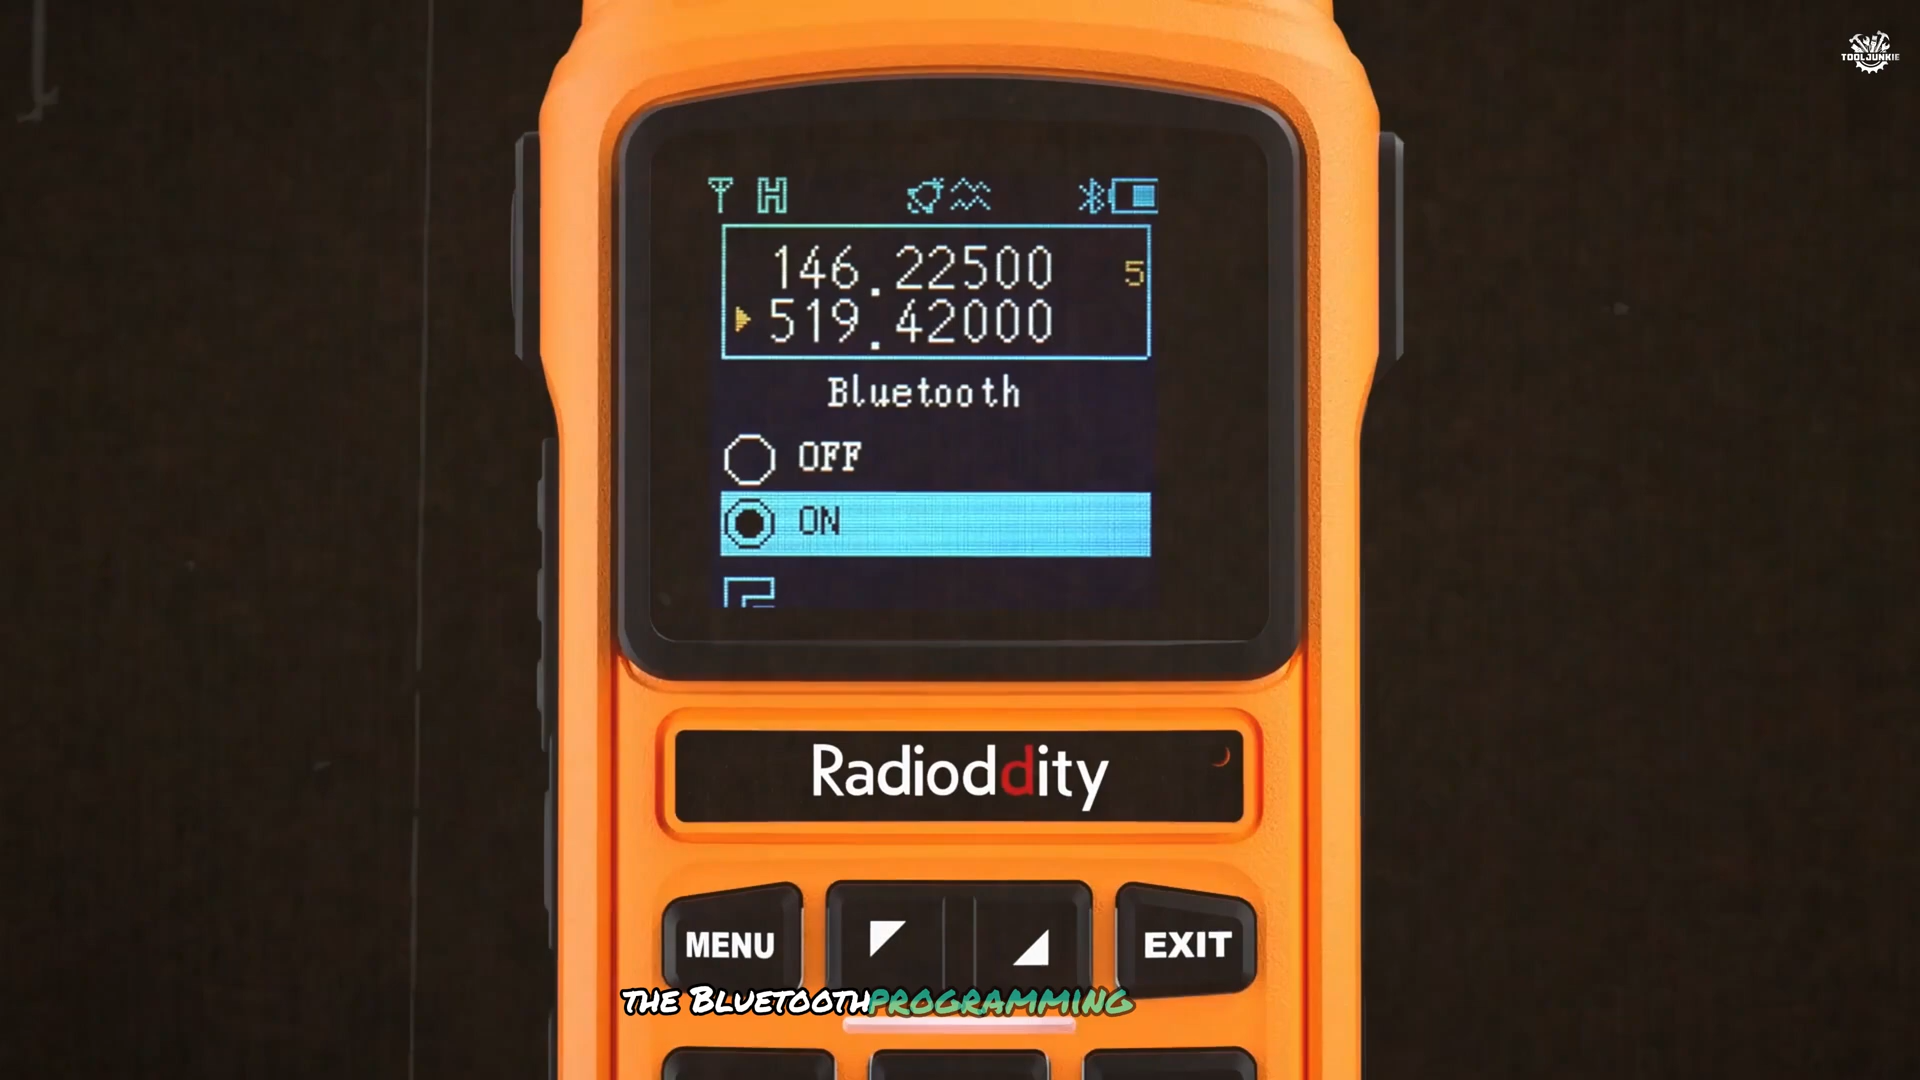 TOOLJUNKIE
H
146.22500 5
519.42000
Bluetooth
OFF
ON
Radioddity
MENU
EXIT
THE BLUETOOTH PROGRAMMING